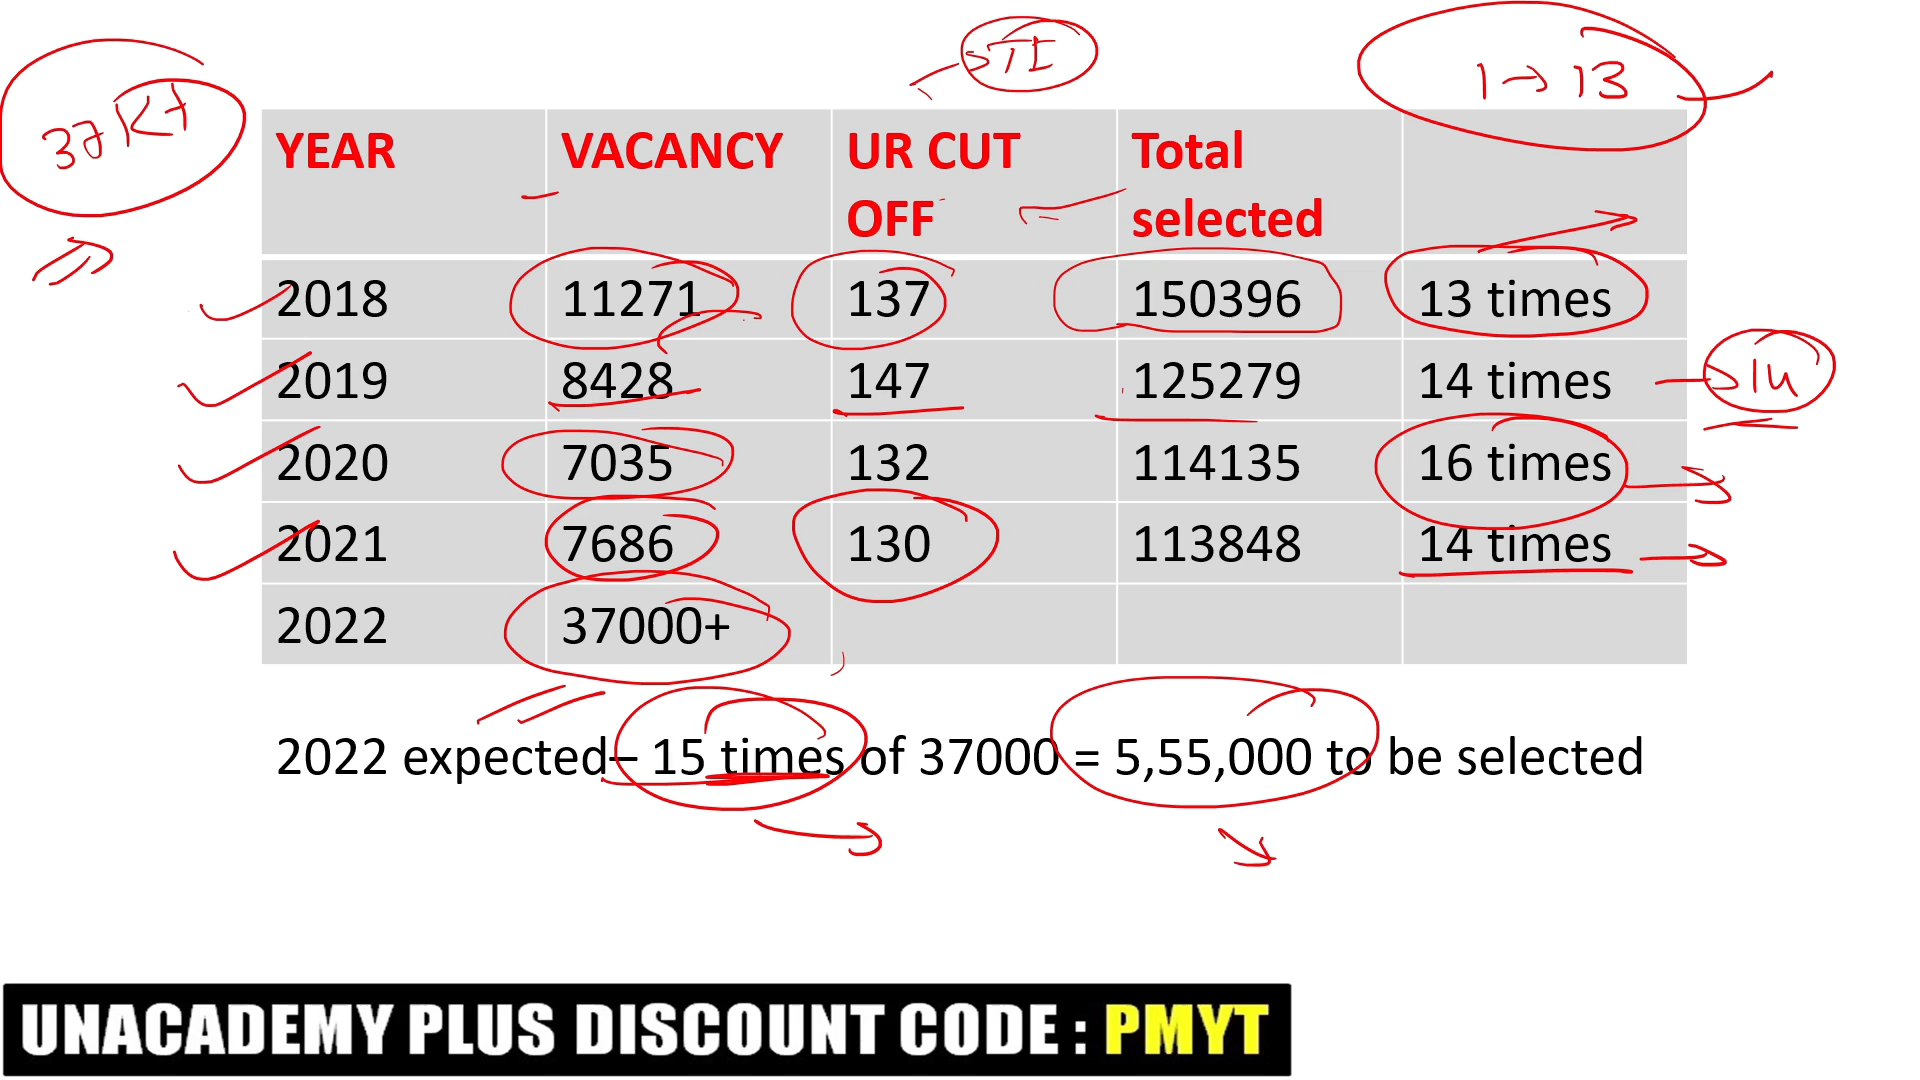 37K+
1 → 13
YEAR VACANCY UR CUT OFF Total selected
2018 11271 137 150396 13 times
2019 8428 147 125279 14 times
14
2020 7035 132 114135 16 times
2021 7686 130 113848 14 times
2022 37000+
2022 expected– 15 times of 37000 = 5,55,000 to be selected
UNACADEMY PLUS DISCOUNT CODE : PMYT